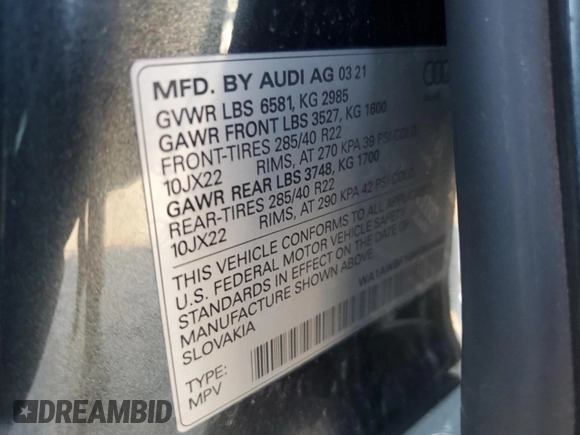 MFD. BY AUDI AG 03 21
GVWR LBS 6581, KG 2985
GAWR FRONT LBS 3527, KG 1600
FRONT-TIRES 285/40 R22
10JX22 RIMS, AT 270 KPA 39 PSI COLD
GAWR REAR LBS 3748, KG 1700
REAR-TIRES 285/40 R22
10JX22 RIMS, AT 290 KPA 42 PSI COLD
THIS VEHICLE CONFORMS TO ALL
U.S. FEDERAL MOTOR VEHICLE SAFETY
STANDARDS IN EFFECT ON THE DATE OF
MANUFACTURE SHOWN ABOVE.
SLOVAKIA
TYPE:
MPV
DREAMBID